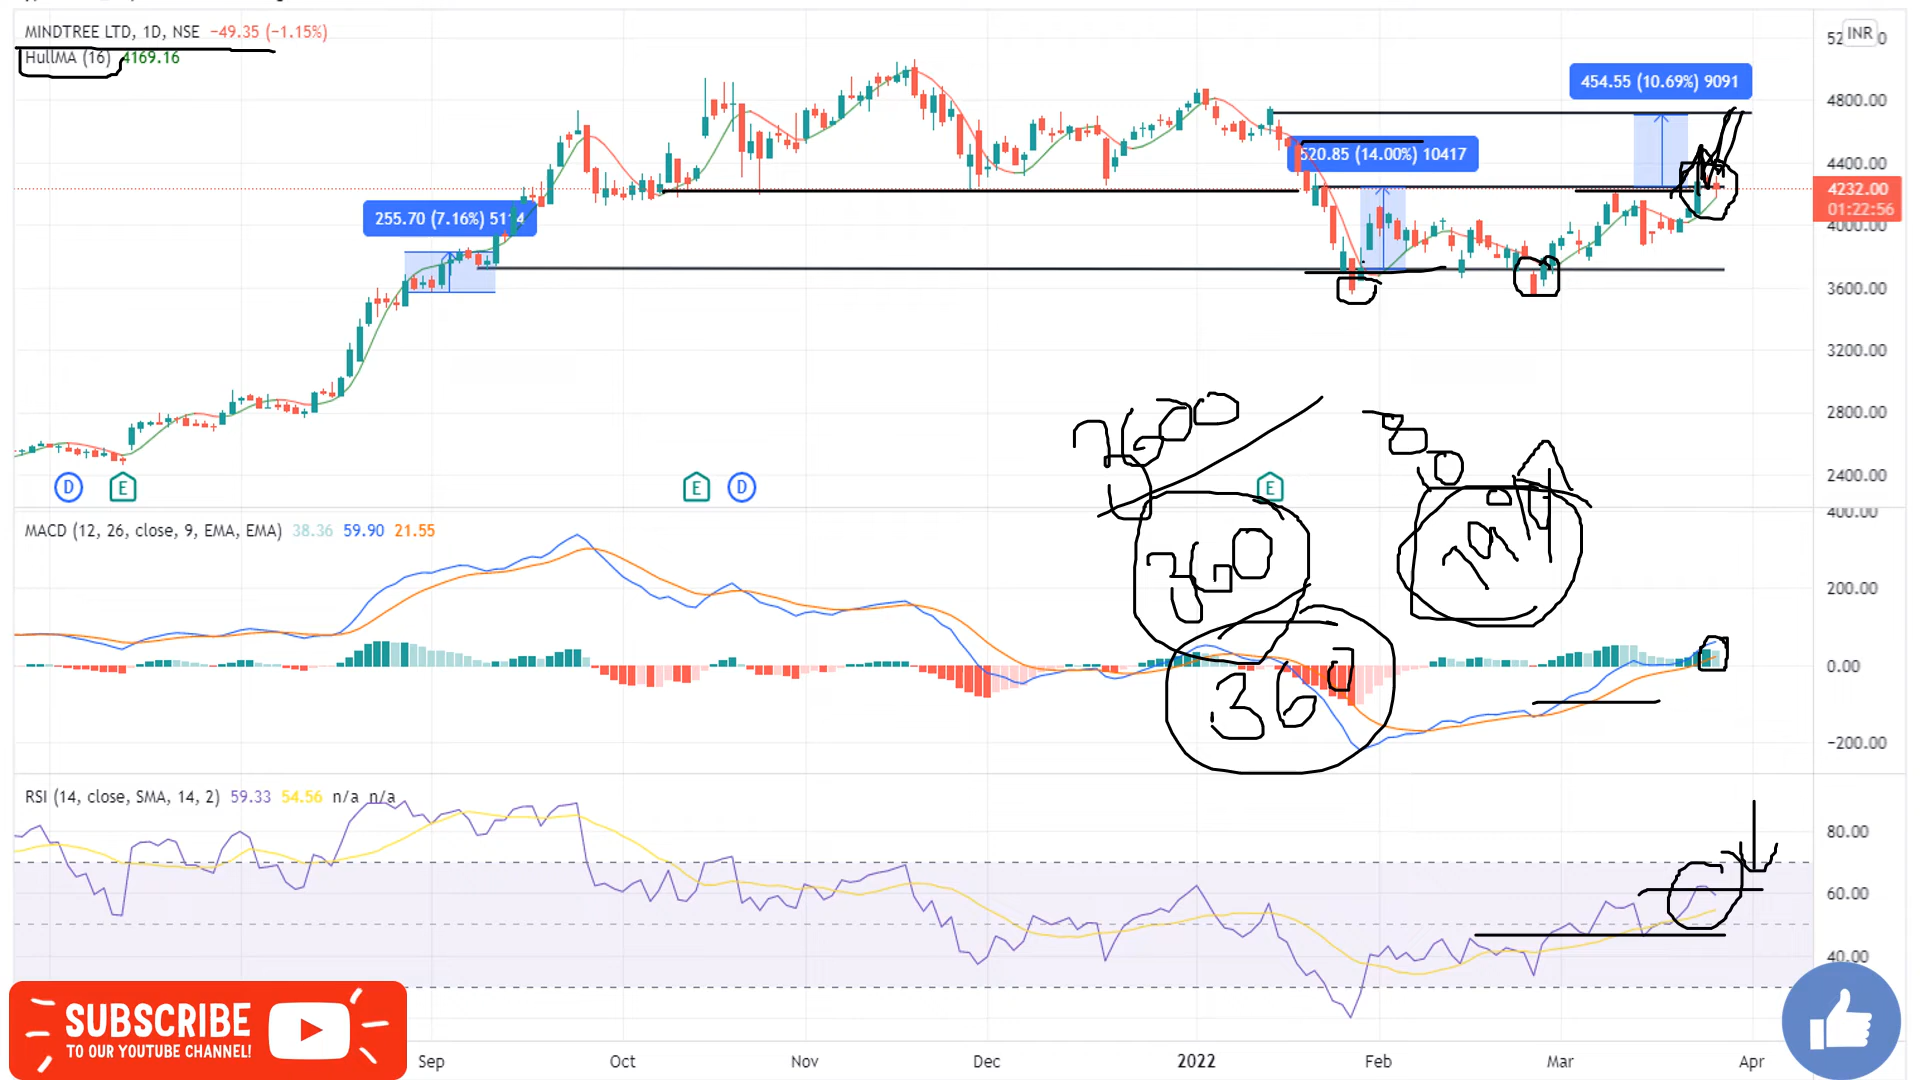 MINDTREE LTD, 1D, NSE −49.35 (−1.15%)
HullMA (16) 4169.16
INR
454.55 (10.69%) 9091
520.85 (14.00%) 10417
255.70 (7.16%) 5114
4800.00
4400.00
4232.00
01:22:56
4000.00
3600.00
3200.00
2800.00
2400.00
D
E
E
D
E
3600
360
360
MACD (12, 26, close, 9, EMA, EMA) 38.36 59.90 21.55
400.00
200.00
0.00
−200.00
RSI (14, close, SMA, 14, 2) 59.33 54.56 n/a n/a
80.00
60.00
40.00
SUBSCRIBE
TO OUR YOUTUBE CHANNEL!
Sep
Oct
Nov
Dec
2022
Feb
Mar
Apr